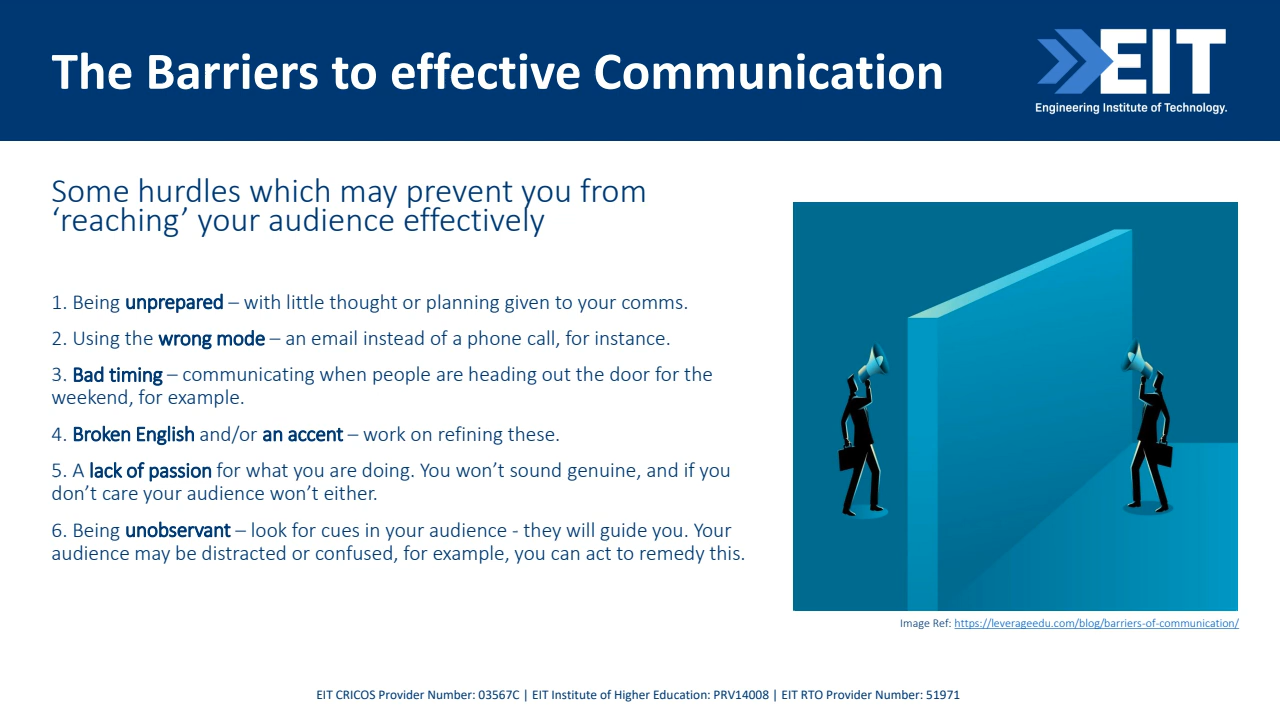 The Barriers to effective Communication
EIT
Engineering Institute of Technology.
Some hurdles which may prevent you from
‘reaching’ your audience effectively
1. Being unprepared – with little thought or planning given to your comms.
2. Using the wrong mode – an email instead of a phone call, for instance.
3. Bad timing – communicating when people are heading out the door for the
weekend, for example.
4. Broken English and/or an accent – work on refining these.
5. A lack of passion for what you are doing. You won’t sound genuine, and if you
don’t care your audience won’t either.
6. Being unobservant – look for cues in your audience - they will guide you. Your
audience may be distracted or confused, for example, you can act to remedy this.
Image Ref: https://leverageedu.com/blog/barriers-of-communication/
EIT CRICOS Provider Number: 03567C | EIT Institute of Higher Education: PRV14008 | EIT RTO Provider Number: 51971